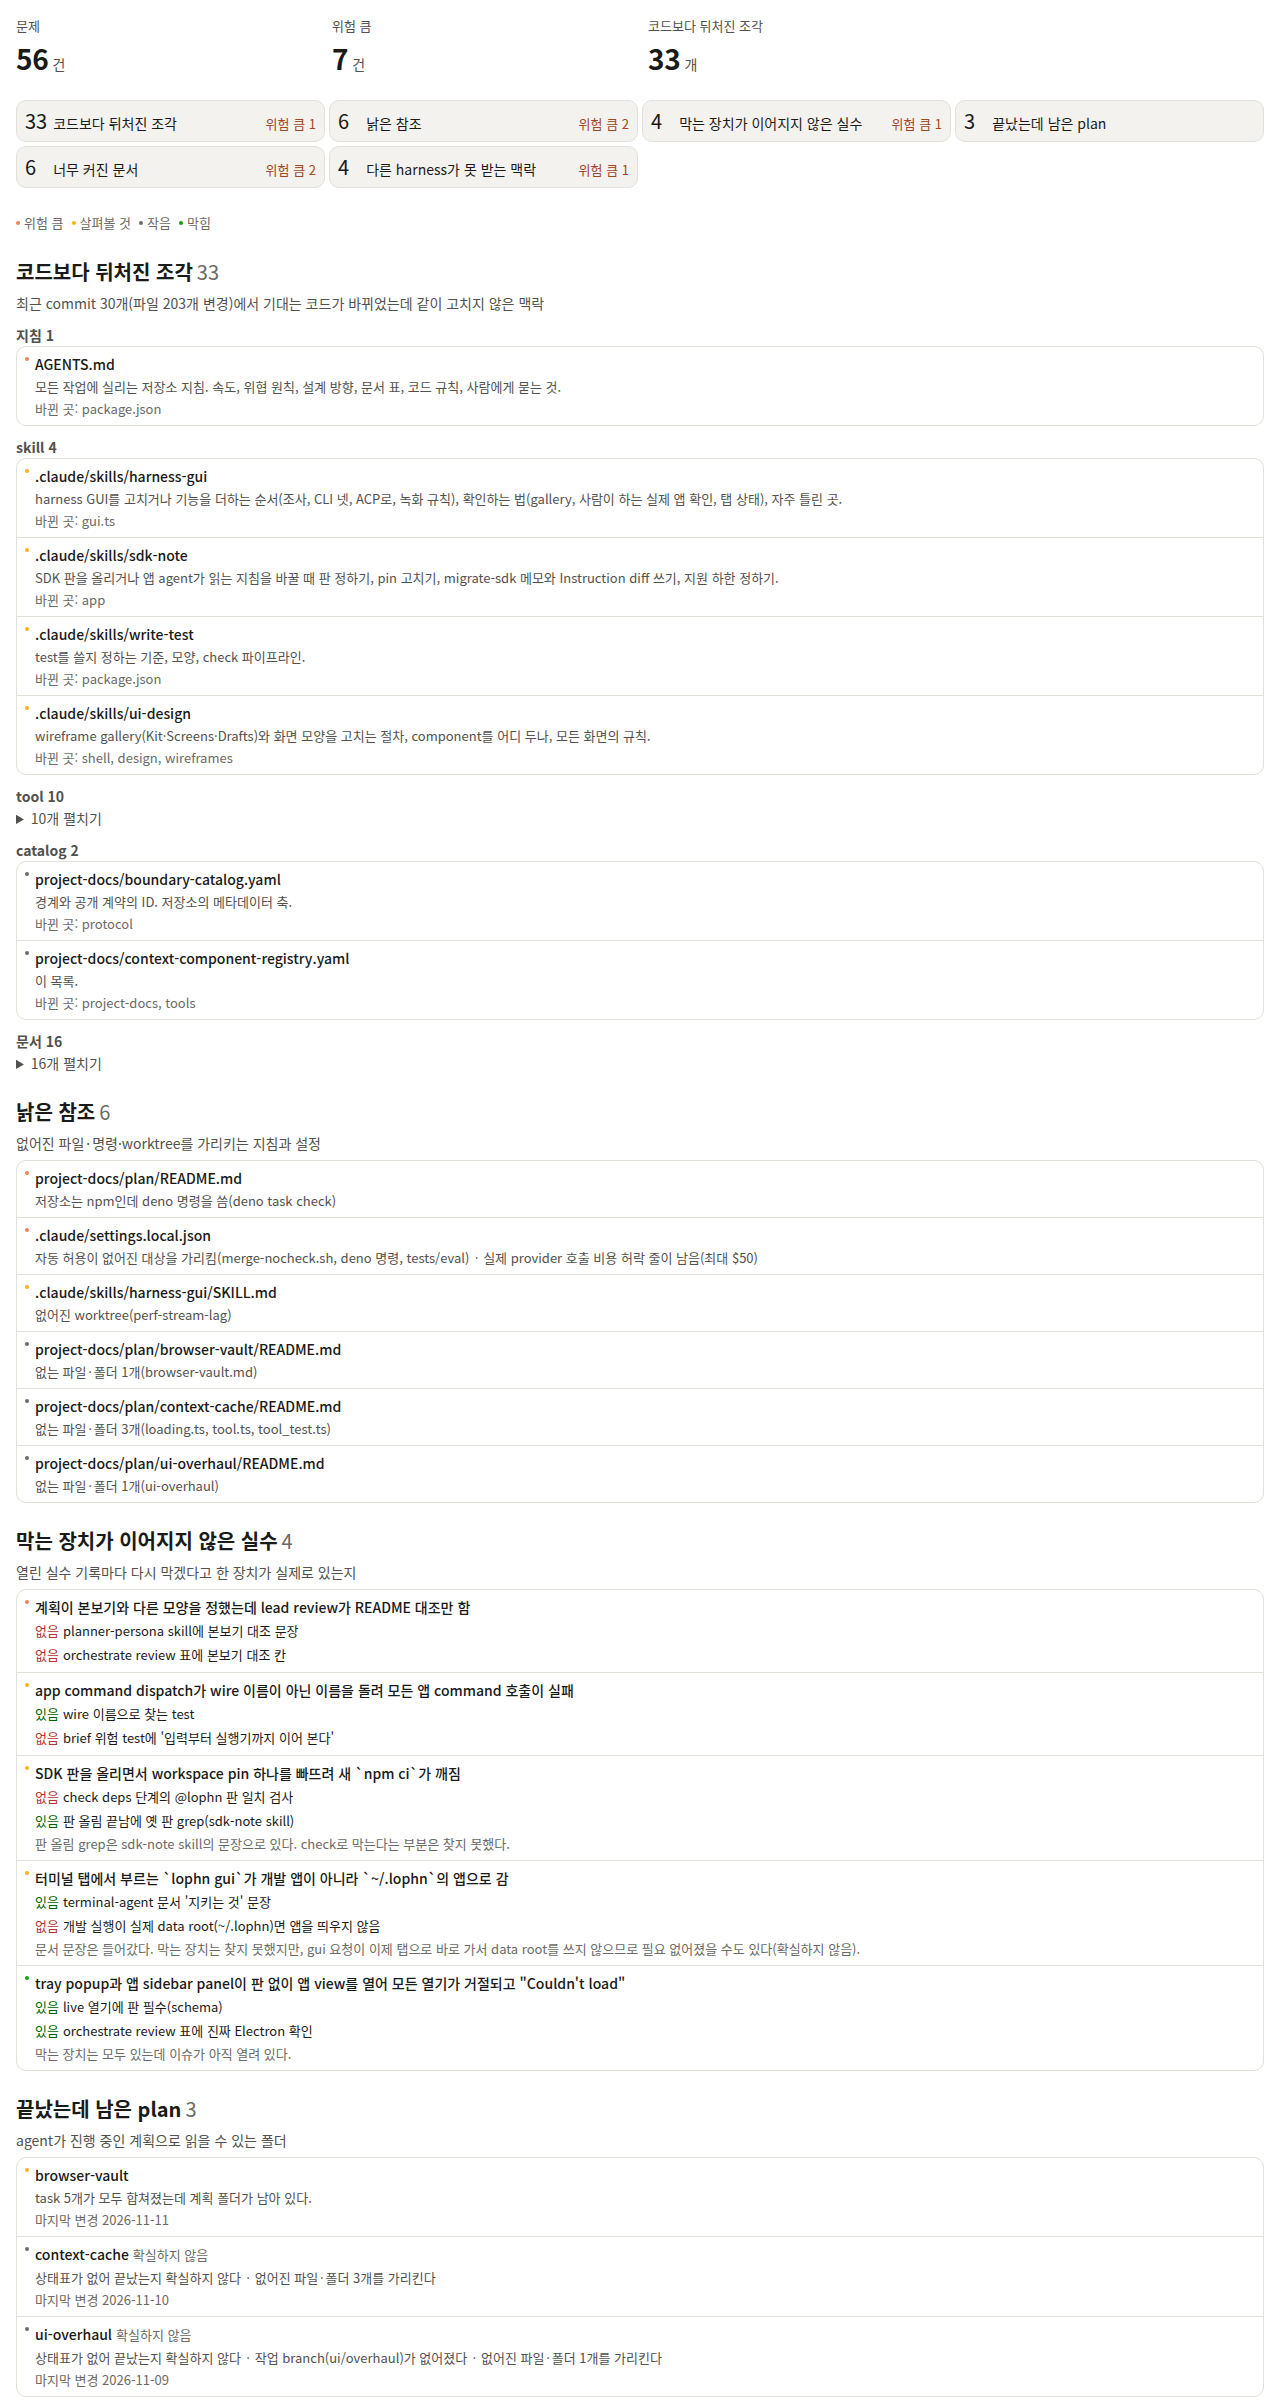 문제
56 건
위험 큼
7 건
코드보다 뒤처진 조각
33 개
33 코드보다 뒤처진 조각 위험 큼 1
6 낡은 참조 위험 큼 2
4 막는 장치가 이어지지 않은 실수 위험 큼 1
3 끝났는데 남은 plan
6 너무 커진 문서 위험 큼 2
4 다른 harness가 못 받는 맥락 위험 큼 1
위험 큼 살펴볼 것 작음 막힘
코드보다 뒤처진 조각 33
최근 commit 30개(파일 203개 변경)에서 기대는 코드가 바뀌었는데 같이 고치지 않은 맥락
지침 1
AGENTS.md
모든 작업에 실리는 저장소 지침. 속도, 위협 원칙, 설계 방향, 문서 표, 코드 규칙, 사람에게 묻는 것.
바뀐 곳: package.json
skill 4
.claude/skills/harness-gui
harness GUI를 고치거나 기능을 더하는 순서(조사, CLI 넷, ACP로, 녹화 규칙), 확인하는 법(gallery, 사람이 하는 실제 앱 확인, 탭 상태), 자주 틀린 곳.
바뀐 곳: gui.ts
.claude/skills/sdk-note
SDK 판을 올리거나 앱 agent가 읽는 지침을 바꿀 때 판 정하기, pin 고치기, migrate-sdk 메모와 Instruction diff 쓰기, 지원 하한 정하기.
바뀐 곳: app
.claude/skills/write-test
test를 쓸지 정하는 기준, 모양, check 파이프라인.
바뀐 곳: package.json
.claude/skills/ui-design
wireframe gallery(Kit·Screens·Drafts)와 화면 모양을 고치는 절차, component를 어디 두나, 모든 화면의 규칙.
바뀐 곳: shell, design, wireframes
tool 10
▶ 10개 펼치기
catalog 2
project-docs/boundary-catalog.yaml
경계와 공개 계약의 ID. 저장소의 메타데이터 축.
바뀐 곳: protocol
project-docs/context-component-registry.yaml
이 목록.
바뀐 곳: project-docs, tools
문서 16
▶ 16개 펼치기
낡은 참조 6
없어진 파일·명령·worktree를 가리키는 지침과 설정
project-docs/plan/README.md
저장소는 npm인데 deno 명령을 씀(deno task check)
.claude/settings.local.json
자동 허용이 없어진 대상을 가리킴(merge-nocheck.sh, deno 명령, tests/eval) · 실제 provider 호출 비용 허락 줄이 남음(최대 $50)
.claude/skills/harness-gui/SKILL.md
없어진 worktree(perf-stream-lag)
project-docs/plan/browser-vault/README.md
없는 파일·폴더 1개(browser-vault.md)
project-docs/plan/context-cache/README.md
없는 파일·폴더 3개(loading.ts, tool.ts, tool_test.ts)
project-docs/plan/ui-overhaul/README.md
없는 파일·폴더 1개(ui-overhaul)
막는 장치가 이어지지 않은 실수 4
열린 실수 기록마다 다시 막겠다고 한 장치가 실제로 있는지
계획이 본보기와 다른 모양을 정했는데 lead review가 README 대조만 함
없음 planner-persona skill에 본보기 대조 문장
없음 orchestrate review 표에 본보기 대조 칸
app command dispatch가 wire 이름이 아닌 이름을 돌려 모든 앱 command 호출이 실패
있음 wire 이름으로 찾는 test
없음 brief 위험 test에 '입력부터 실행기까지 이어 본다'
SDK 판을 올리면서 workspace pin 하나를 빠뜨려 새 `npm ci`가 깨짐
없음 check deps 단계의 @lophn 판 일치 검사
있음 판 올림 끝남에 옛 판 grep(sdk-note skill)
판 올림 grep은 sdk-note skill의 문장으로 있다. check로 막는다는 부분은 찾지 못했다.
터미널 탭에서 부르는 `lophn gui`가 개발 앱이 아니라 `~/.lophn`의 앱으로 감
있음 terminal-agent 문서 '지키는 것' 문장
없음 개발 실행이 실제 data root(~/.lophn)면 앱을 띄우지 않음
문서 문장은 들어갔다. 막는 장치는 찾지 못했지만, gui 요청이 이제 탭으로 바로 가서 data root를 쓰지 않으므로 필요 없어졌을 수도 있다(확실하지 않음).
tray popup과 앱 sidebar panel이 판 없이 앱 view를 열어 모든 열기가 거절되고 "Couldn't load"
있음 live 열기에 판 필수(schema)
있음 orchestrate review 표에 진짜 Electron 확인
막는 장치는 모두 있는데 이슈가 아직 열려 있다.
끝났는데 남은 plan 3
agent가 진행 중인 계획으로 읽을 수 있는 폴더
browser-vault
task 5개가 모두 합쳐졌는데 계획 폴더가 남아 있다.
마지막 변경 2026-11-11
context-cache 확실하지 않음
상태표가 없어 끝났는지 확실하지 않다 · 없어진 파일·폴더 3개를 가리킨다
마지막 변경 2026-11-10
ui-overhaul 확실하지 않음
상태표가 없어 끝났는지 확실하지 않다 · 작업 branch(ui/overhaul)가 없어졌다 · 없어진 파일·폴더 1개를 가리킨다
마지막 변경 2026-11-09